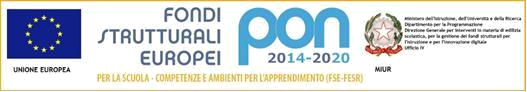 UNIONE EUROPEA
FONDI
STRUTTURALI
EUROPEI
pon
2014-2020
PER LA SCUOLA - COMPETENZE E AMBIENTI PER L'APPRENDIMENTO (FSE-FESR)
Ministero dell'Istruzione, dell'Università e della Ricerca
Dipartimento per la Programmazione
Direzione Generale per interventi in materia di edilizia
scolastica, per la gestione dei fondi strutturali per
l'istruzione e per l'innovazione digitale
Ufficio IV
MIUR